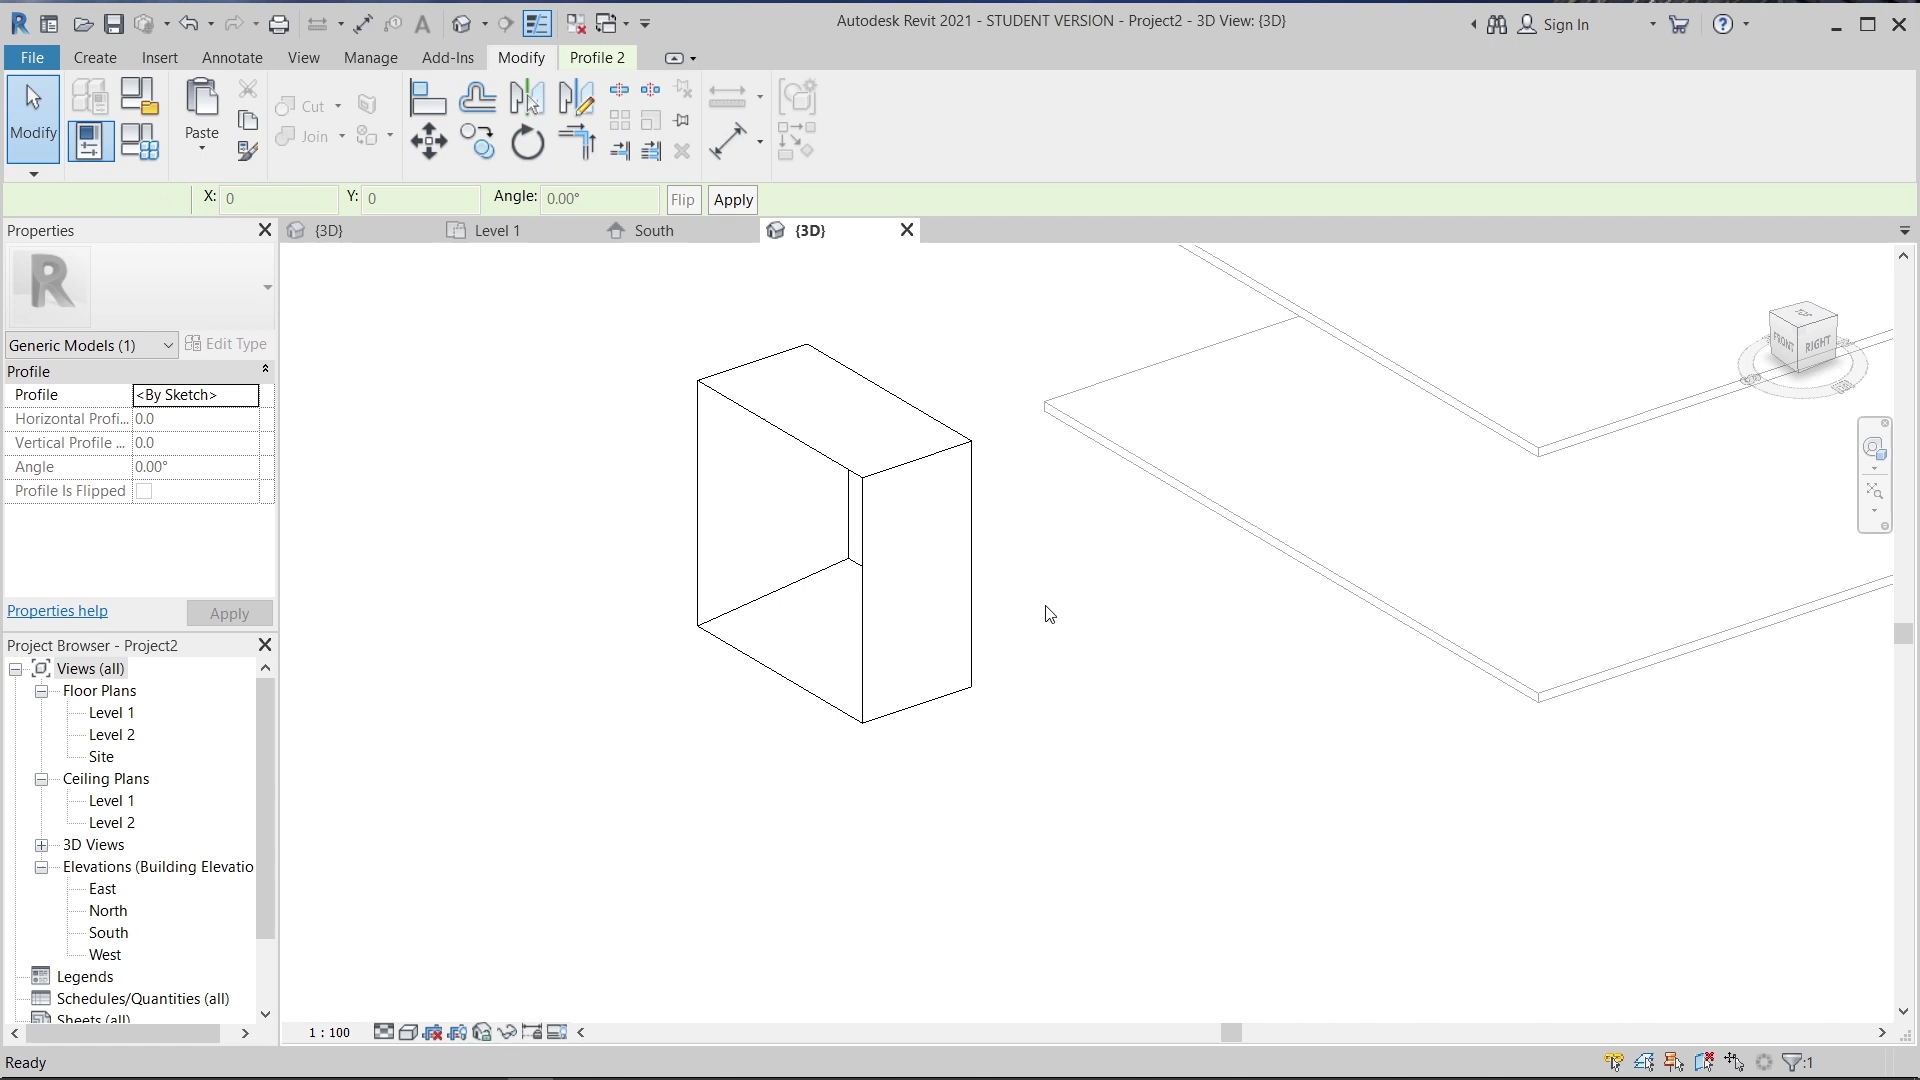 Autodesk Revit 2021 - STUDENT VERSION - Project2 - 3D View: {3D}
Sign In
File Create Insert Annotate View Manage Add-Ins Modify Profile 2
Modify
Paste
Cut
Join
X: 0 Y: 0 Angle: 0.00° Flip Apply
Properties
{3D} Level 1 South {3D}
R
Generic Models (1) Edit Type
Profile
Profile <By Sketch>
Horizontal Profi... 0.0
Vertical Profile ... 0.0
Angle 0.00°
Profile Is Flipped
Properties help Apply
Project Browser - Project2
Views (all)
Floor Plans
Level 1
Level 2
Site
Ceiling Plans
Level 1
Level 2
3D Views
Elevations (Building Elevatio
East
North
South
West
Legends
Schedules/Quantities (all)
Sheets (all)
TOP
FRONT RIGHT
1 : 100
Ready
:1